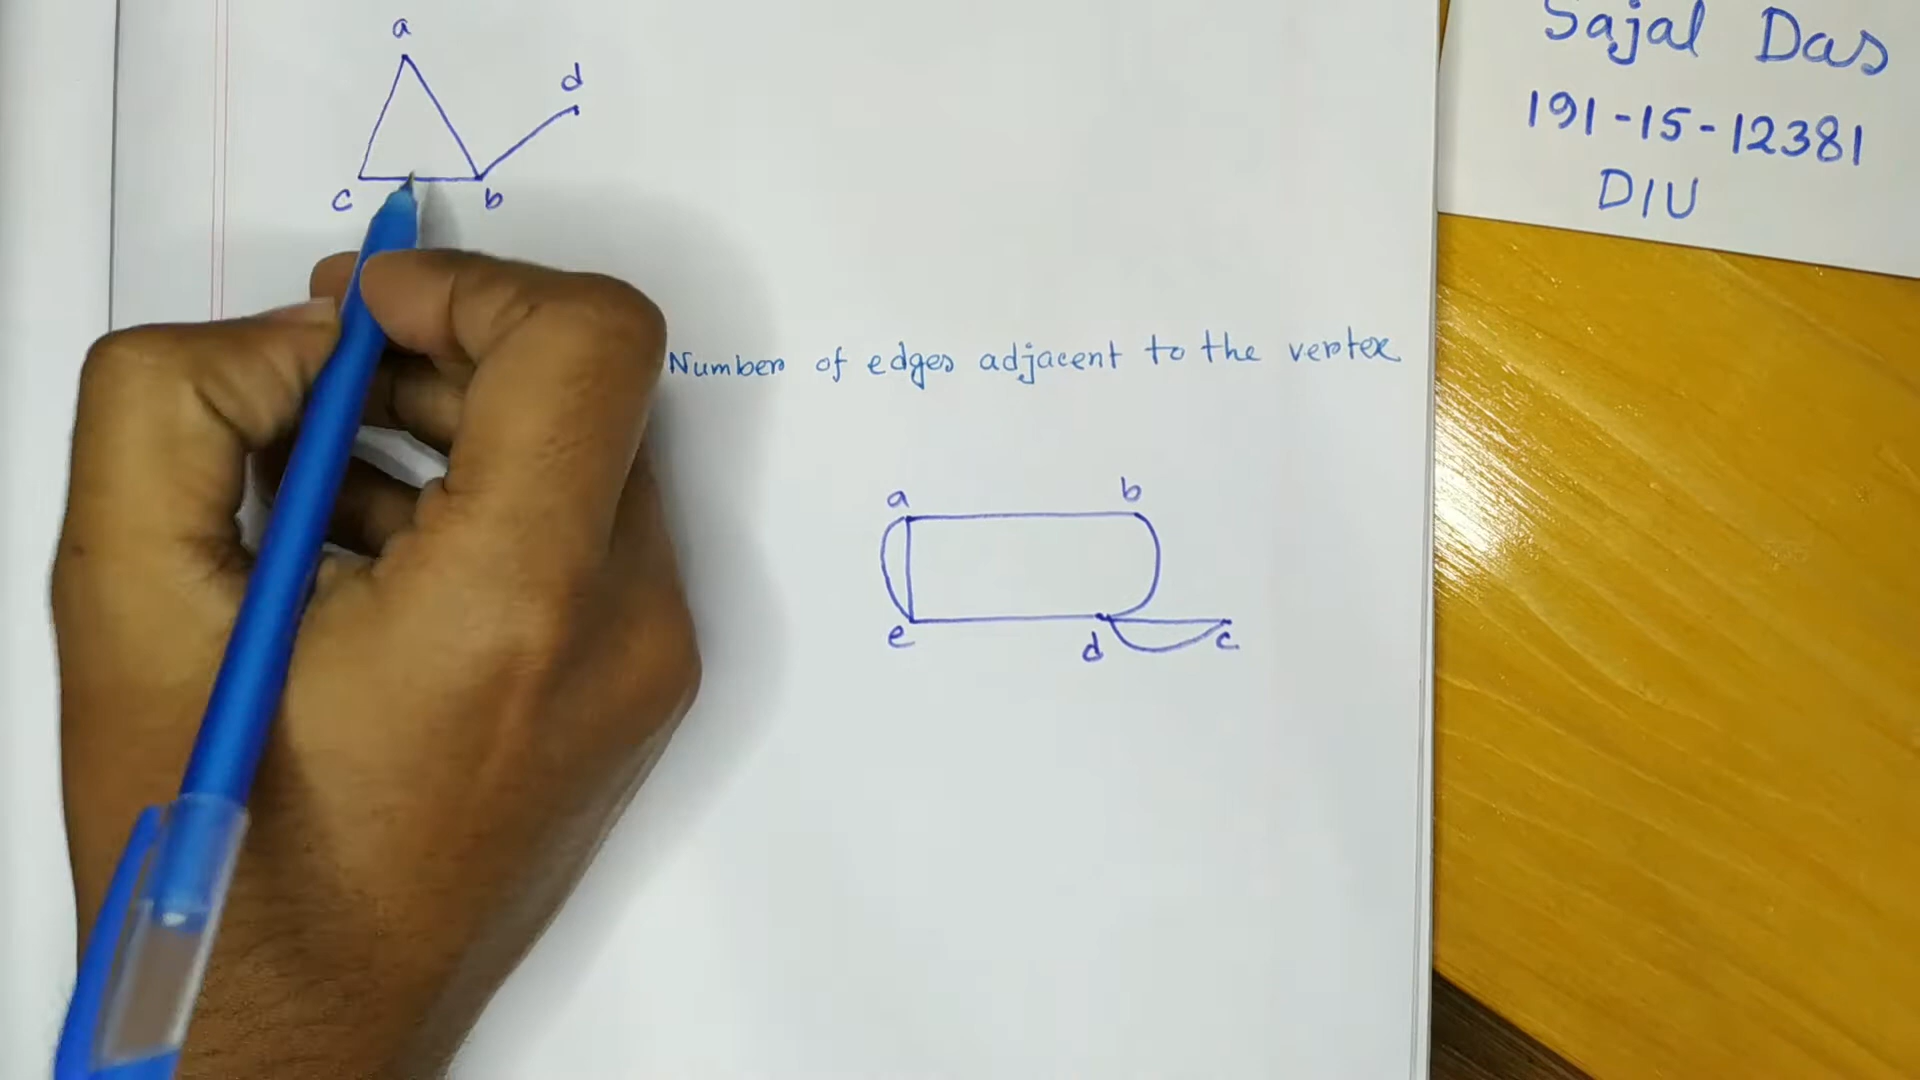 a
d
c
b
Number of edges adjacent to the vertex
a
b
e
d
c
Sajal Das
191-15-12381
DIU